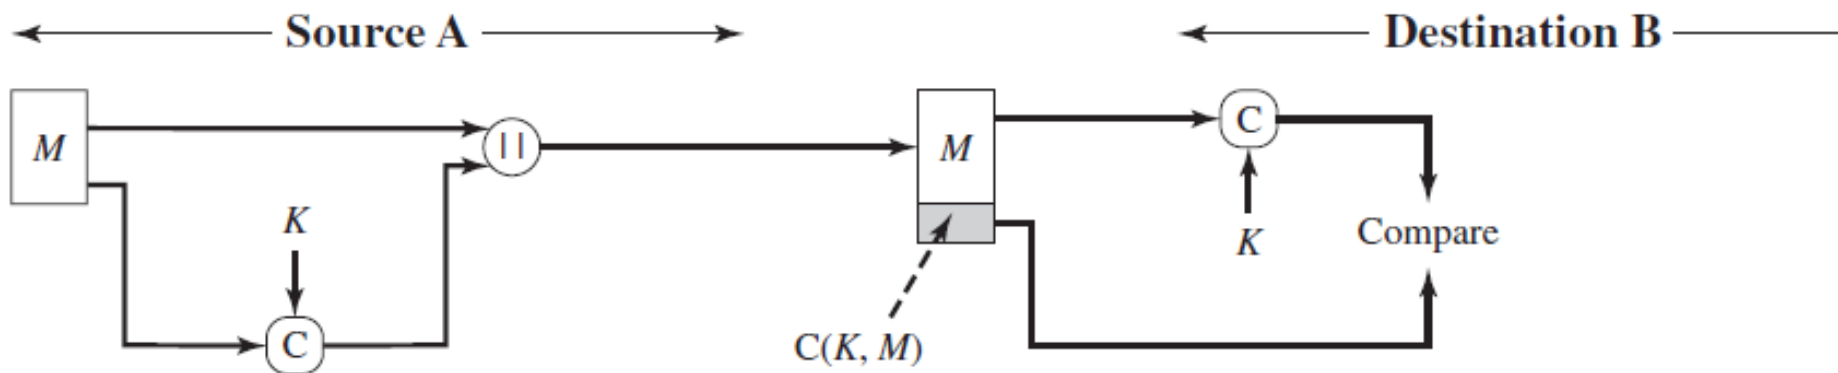 Source A
Destination B
M
||
M
C
K
K
Compare
C
C(K, M)